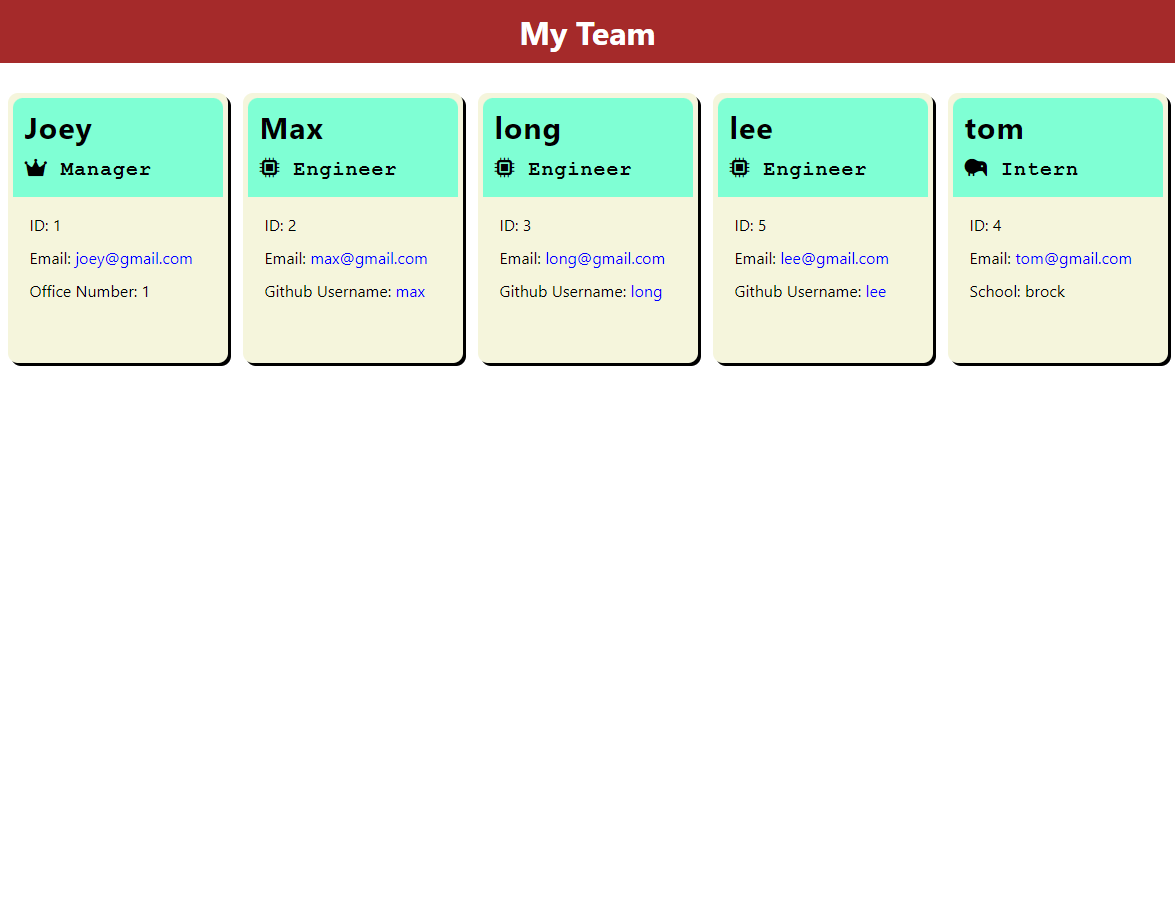 My Team
Joey
Manager
ID: 1
Email: joey@gmail.com
Office Number: 1
Max
Engineer
ID: 2
Email: max@gmail.com
Github Username: max
long
Engineer
ID: 3
Email: long@gmail.com
Github Username: long
lee
Engineer
ID: 5
Email: lee@gmail.com
Github Username: lee
tom
Intern
ID: 4
Email: tom@gmail.com
School: brock